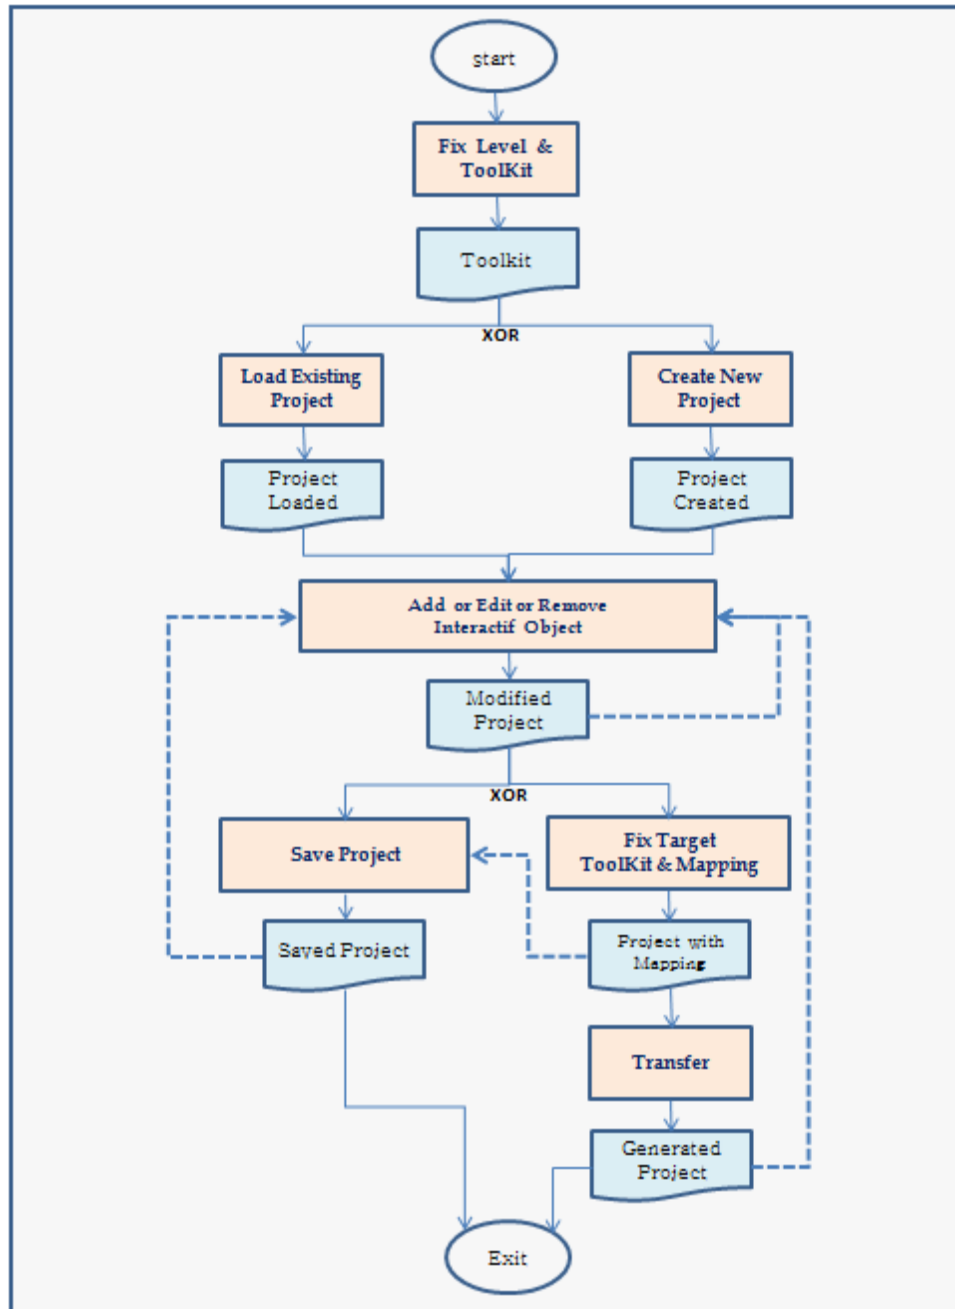 start
Fix Level &
ToolKit
Toolkit
XOR
Load Existing
Project
Create New
Project
Project
Loaded
Project
Created
Add or Edit or Remove
Interactif Object
Modified
Project
XOR
Save Project
Fix Target
ToolKit & Mapping
Saved Project
Project with
Mapping
Transfer
Generated
Project
Exit